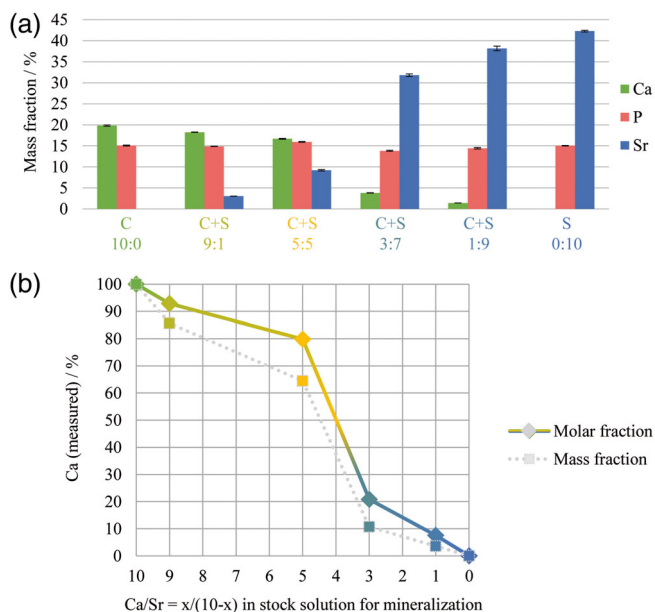 (a)
Mass fraction / %
45
40
35
30
25
20
15
10
5
0
C C+S C+S C+S C+S S
10:0 9:1 5:5 3:7 1:9 0:10
Ca
P
Sr
(b)
Ca (measured) / %
100
90
80
70
60
50
40
30
20
10
0
10 9 8 7 6 5 4 3 2 1 0
Ca/Sr = x/(10-x) in stock solution for mineralization
Molar fraction
Mass fraction